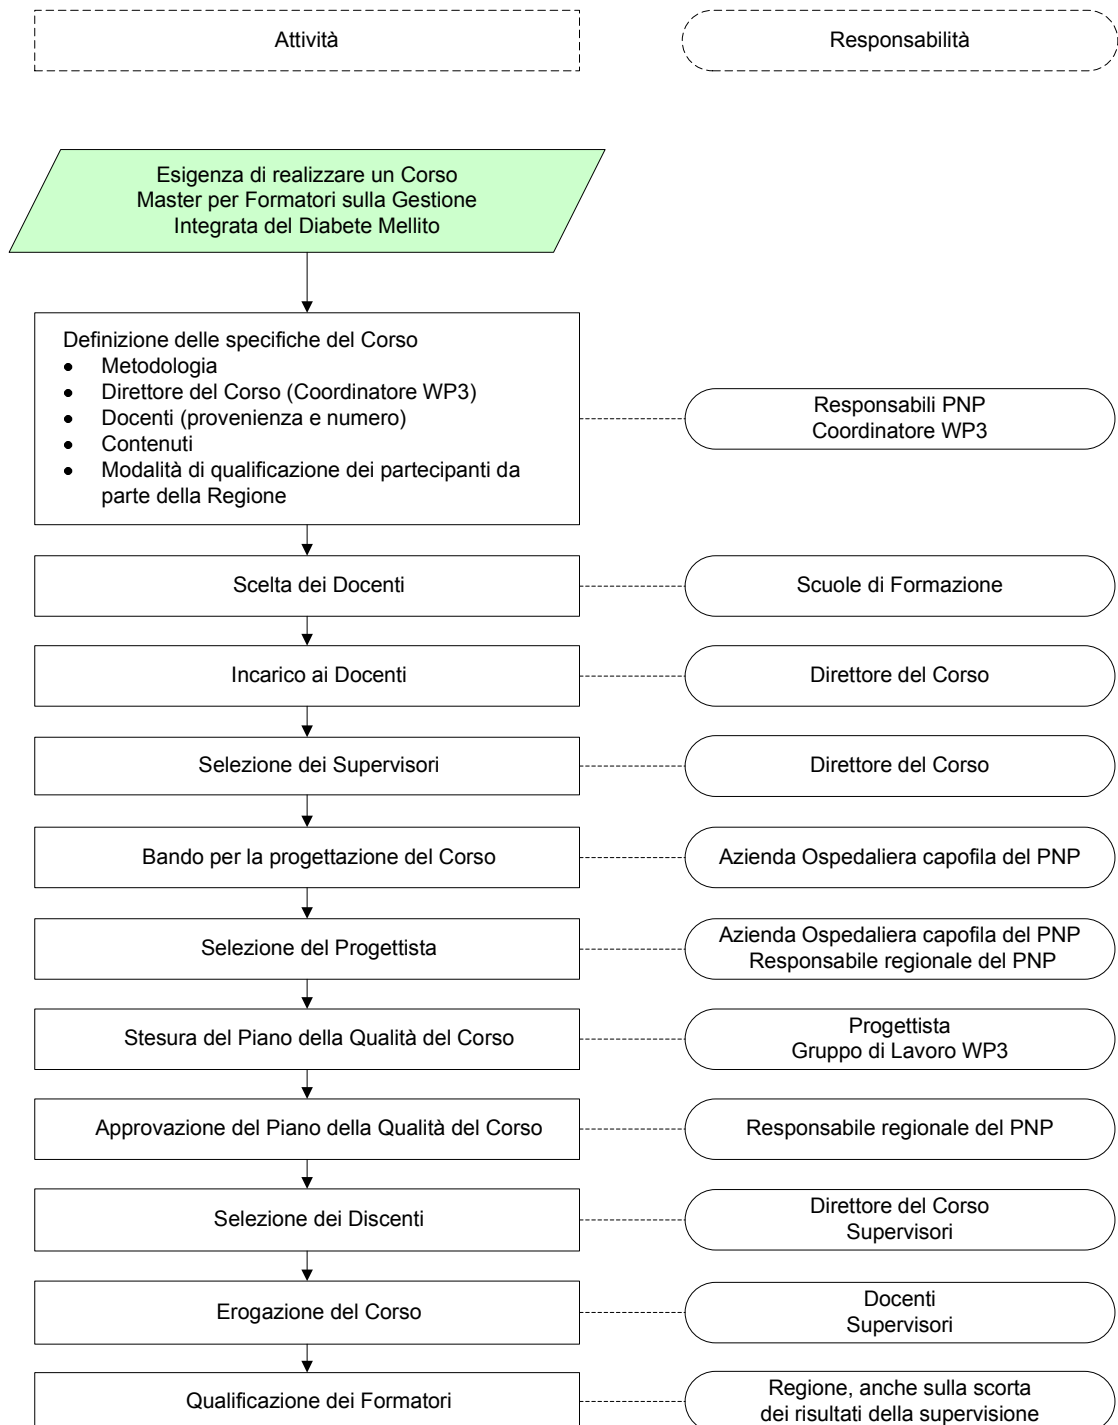 Attività
Responsabilità
Esigenza di realizzare un Corso
Master per Formatori sulla Gestione
Integrata del Diabete Mellito
Definizione delle specifiche del Corso
• Metodologia
• Direttore del Corso (Coordinatore WP3)
• Docenti (provenienza e numero)
• Contenuti
• Modalità di qualificazione dei partecipanti da
parte della Regione
Responsabili PNP
Coordinatore WP3
Scelta dei Docenti
Scuole di Formazione
Incarico ai Docenti
Direttore del Corso
Selezione dei Supervisori
Direttore del Corso
Bando per la progettazione del Corso
Azienda Ospedaliera capofila del PNP
Selezione del Progettista
Azienda Ospedaliera capofila del PNP
Responsabile regionale del PNP
Stesura del Piano della Qualità del Corso
Progettista
Gruppo di Lavoro WP3
Approvazione del Piano della Qualità del Corso
Responsabile regionale del PNP
Selezione dei Discenti
Direttore del Corso
Supervisori
Erogazione del Corso
Docenti
Supervisori
Qualificazione dei Formatori
Regione, anche sulla scorta
dei risultati della supervisione